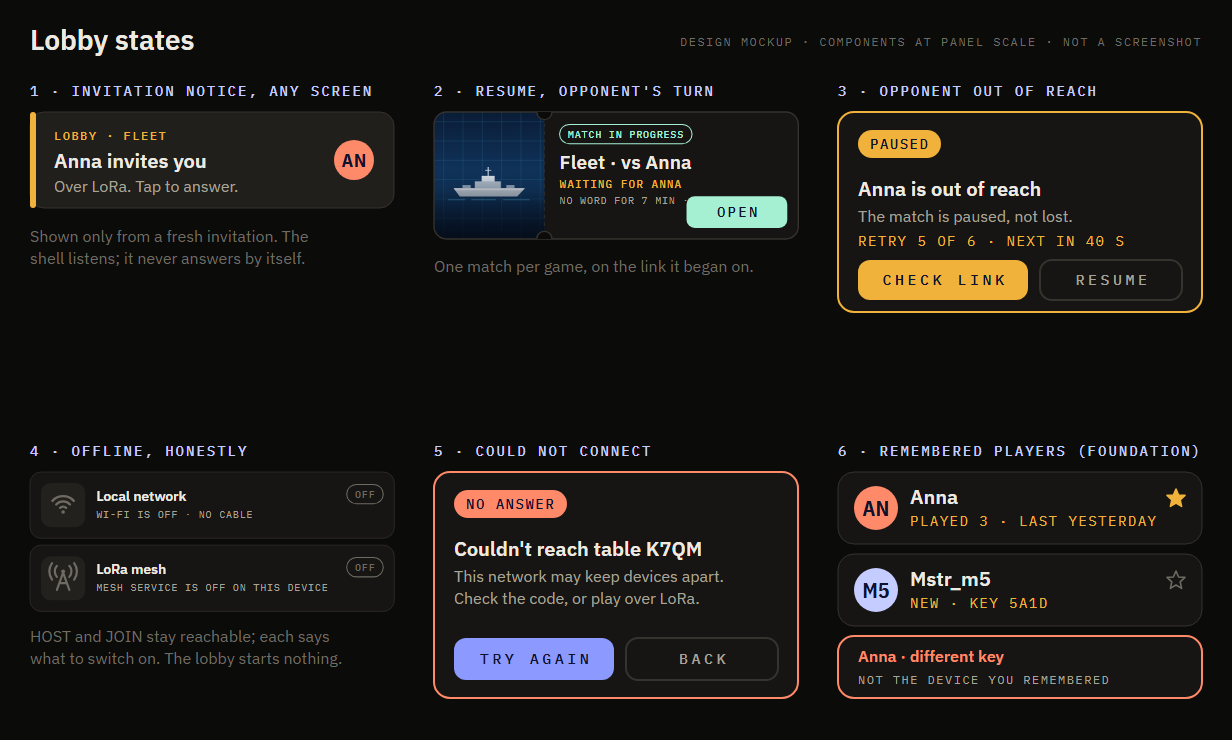 Lobby states
DESIGN MOCKUP · COMPONENTS AT PANEL SCALE · NOT A SCREENSHOT
1 · INVITATION NOTICE, ANY SCREEN
LOBBY · FLEET
Anna invites you
Over LoRa. Tap to answer.
AN
Shown only from a fresh invitation. The
shell listens; it never answers by itself.
2 · RESUME, OPPONENT'S TURN
MATCH IN PROGRESS
Fleet · vs Anna
WAITING FOR ANNA
NO WORD FOR 7 MIN ·
OPEN
One match per game, on the link it began on.
3 · OPPONENT OUT OF REACH
PAUSED
Anna is out of reach
The match is paused, not lost.
RETRY 5 OF 6 · NEXT IN 40 S
CHECK LINK
RESUME
4 · OFFLINE, HONESTLY
Local network
WI-FI IS OFF · NO CABLE
OFF
LoRa mesh
MESH SERVICE IS OFF ON THIS DEVICE
OFF
HOST and JOIN stay reachable; each says
what to switch on. The lobby starts nothing.
5 · COULD NOT CONNECT
NO ANSWER
Couldn't reach table K7QM
This network may keep devices apart.
Check the code, or play over LoRa.
TRY AGAIN
BACK
6 · REMEMBERED PLAYERS (FOUNDATION)
AN
Anna
PLAYED 3 · LAST YESTERDAY
M5
Mstr_m5
NEW · KEY 5A1D
Anna · different key
NOT THE DEVICE YOU REMEMBERED